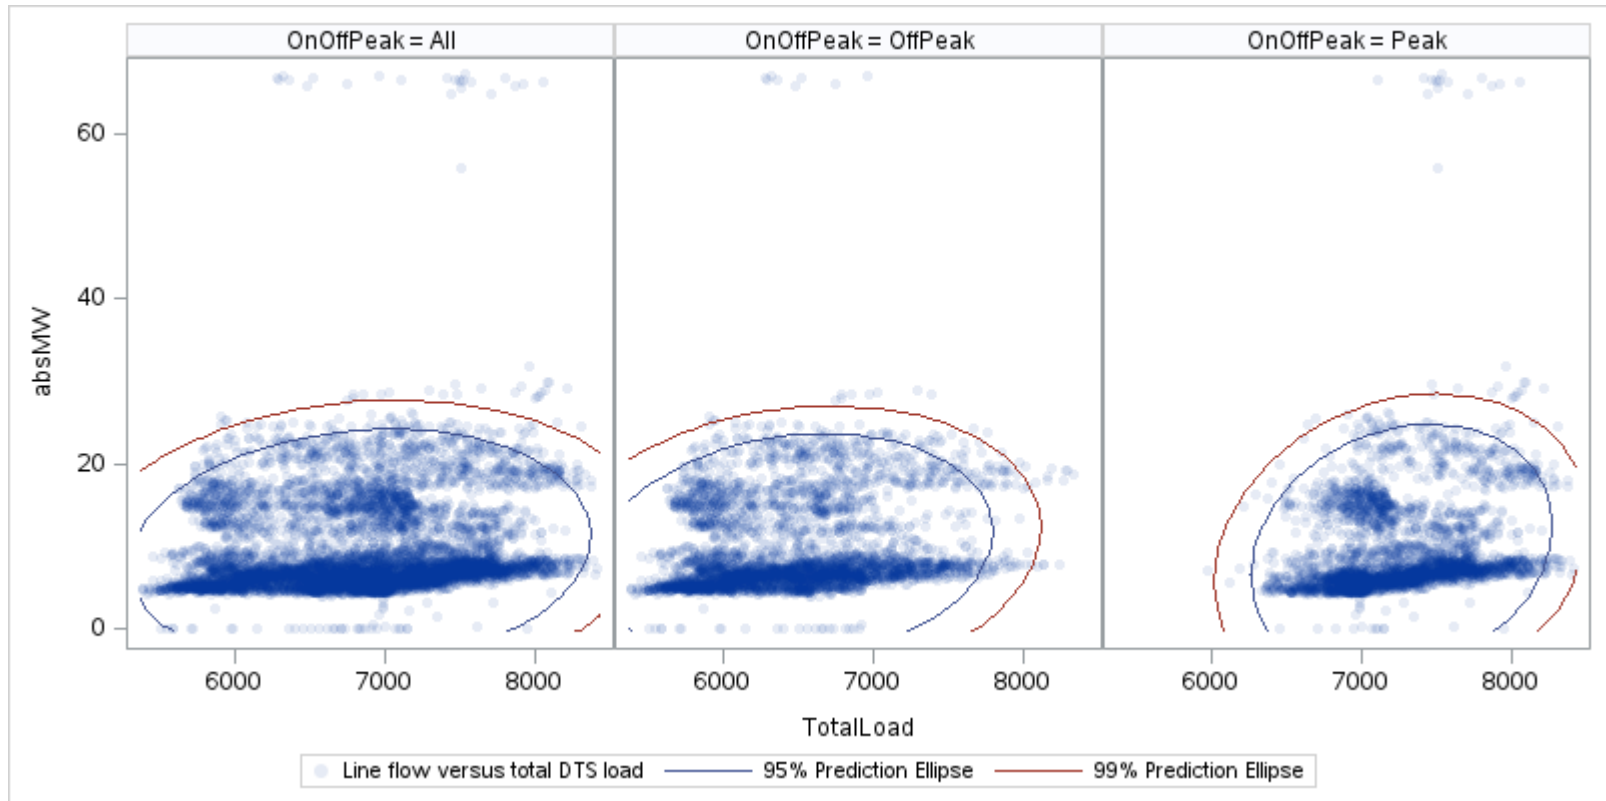 OnOffPeak = All
OnOffPeak = OffPeak
OnOffPeak = Peak
60
40
20
0
absMW
6000 7000 8000 6000 7000 8000 6000 7000 8000
TotalLoad
Line flow versus total DTS load 95% Prediction Ellipse 99% Prediction Ellipse